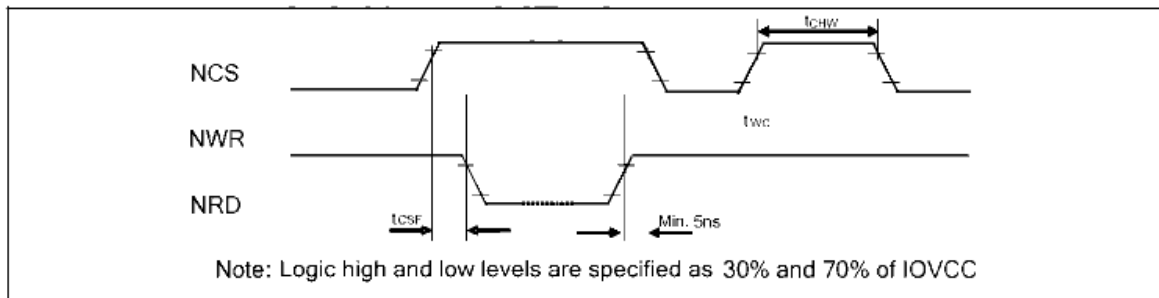 tCHW
NCS
twc
NWR
NRD
tCSF
Min. 5ns
Note: Logic high and low levels are specified as 30% and 70% of IOVCC